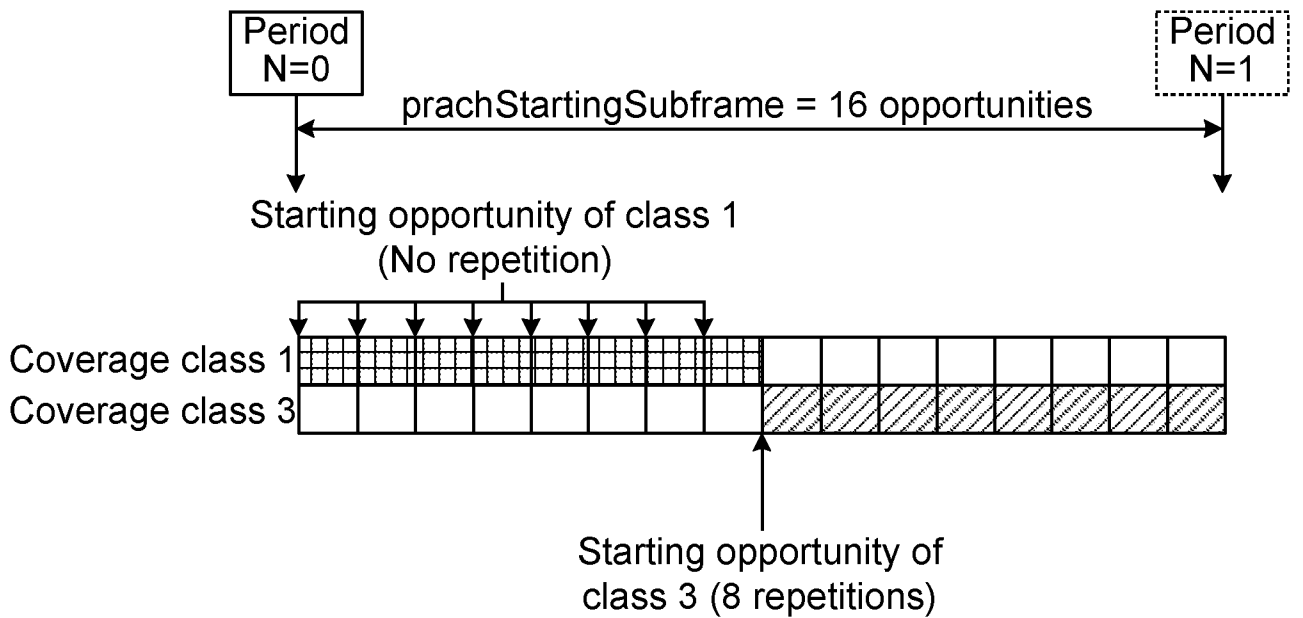 Period
N=0
Period
N=1
prachStartingSubframe = 16 opportunities
Starting opportunity of class 1
(No repetition)
Coverage class 1
Coverage class 3
Starting opportunity of
class 3 (8 repetitions)